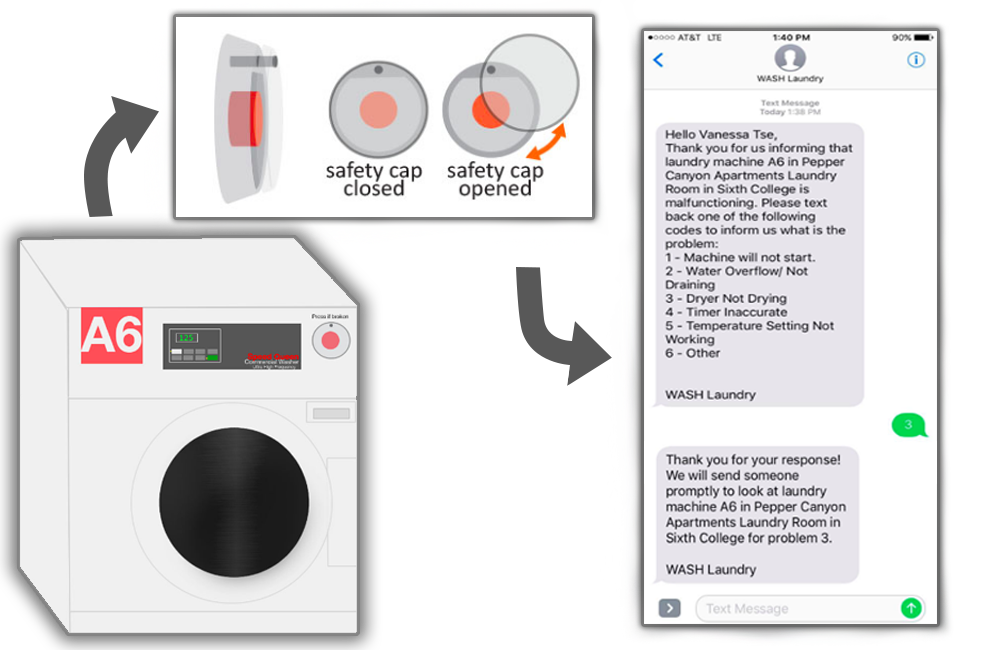 safety cap
closed
safety cap
opened
A6
125
Press if broken
Commercial Washer
Ultra High Frequency
●○○○○ AT&T LTE 1:40 PM 90%
WASH Laundry
Text Message
Today 1:38 PM
Hello Vanessa Tse,
Thank you for us informing that
laundry machine A6 in Pepper
Canyon Apartments Laundry
Room in Sixth College is
malfunctioning. Please text
back one of the following
codes to inform us what is the
problem:
1 - Machine will not start.
2 - Water Overflow/ Not
Draining
3 - Dryer Not Drying
4 - Timer Inaccurate
5 - Temperature Setting Not
Working
6 - Other
WASH Laundry
3
Thank you for your response!
We will send someone
promptly to look at laundry
machine A6 in Pepper Canyon
Apartments Laundry Room in
Sixth College for problem 3.
WASH Laundry
Text Message